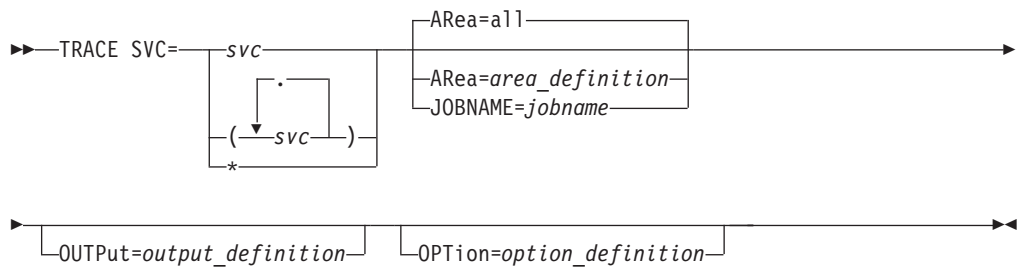 ARea=all
TRACE SVC= svc
ARea=area_definition
. JOBNAME=jobname
( svc )
*
OUTPut=output_definition OPTion=option_definition